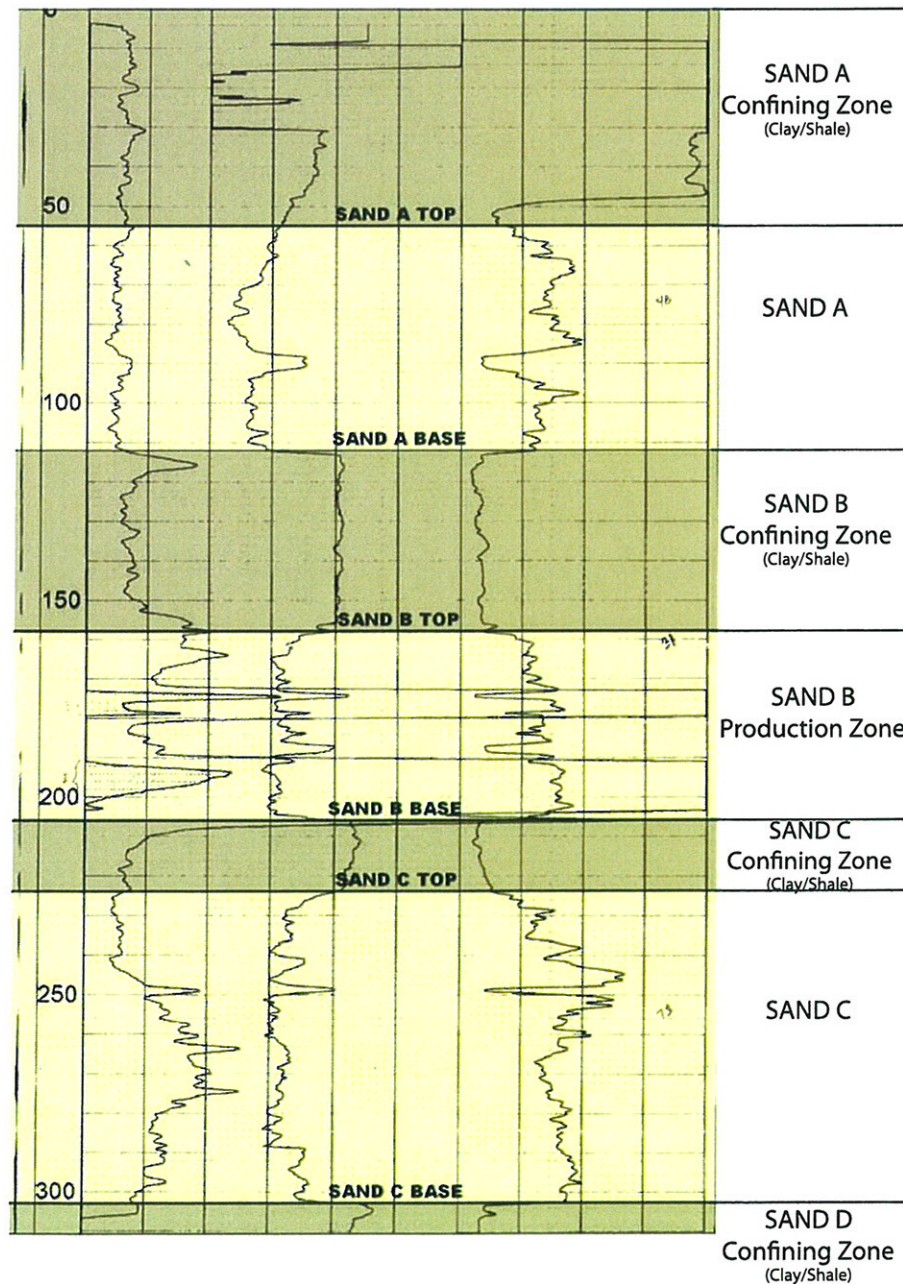 0
SAND A
Confining Zone
(Clay/Shale)
50
SAND A TOP
SAND A
48
100
SAND A BASE
SAND B
Confining Zone
(Clay/Shale)
150
SAND B TOP
SAND B
Production Zone
200
SAND B BASE
SAND C
Confining Zone
(Clay/Shale)
SAND C TOP
250
SAND C
300
SAND C BASE
SAND D
Confining Zone
(Clay/Shale)